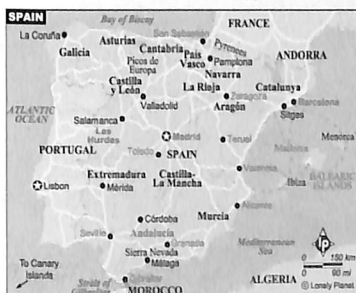 SPAIN
Bay of Biscay
FRANCE
La Coruña
Asturias
San Sebastián
Galicia
Cantabria
País
Vasco
Pyrenees
ANDORRA
Picos de
Europa
Pamplona
Navarra
Castilla
y León
La Rioja
Catalunya
Zaragoza
Barcelona
Valladolid
Aragón
Sitges
ATLANTIC
OCEAN
Salamanca
Las
Hurdes
Madrid
Teruel
Menorca
PORTUGAL
Toledo
SPAIN
Mallorca
Valencia
BALEARIC
ISLANDS
Extremadura
Castilla-
La Mancha
Ibiza
Lisbon
Mérida
Alicante
Murcia
Córdoba
Andalucía
Sevilla
Granada
Mediterranean
Sea
Sierra Nevada
Málaga
lp
To Canary
Islands
Strait of
Gibraltar
Gibraltar
MOROCCO
ALGERIA
0 150 km
0 90 mi
© Lonely Planet